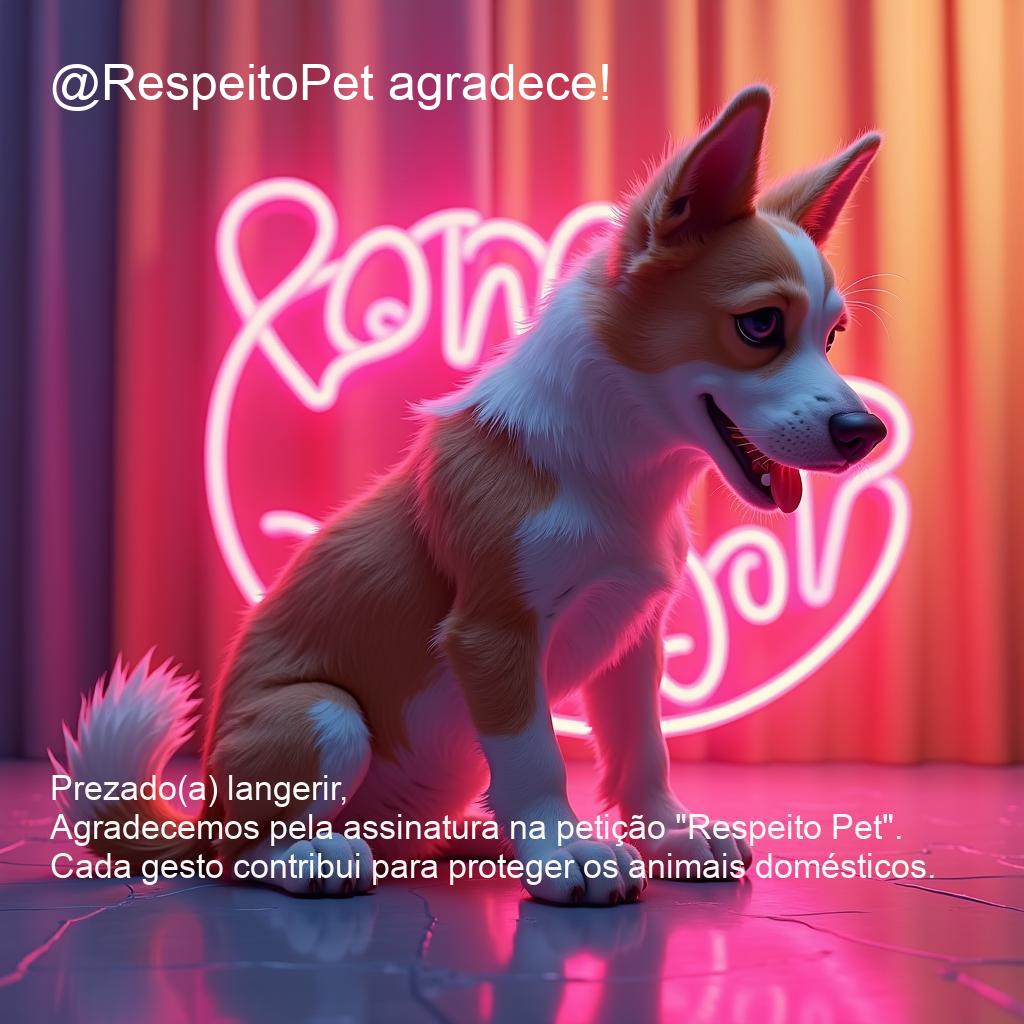 @RespeitoPet agradece!
Prezado(a) langerir,
Agradecemos pela assinatura na petição "Respeito Pet".
Cada gesto contribui para proteger os animais domésticos.